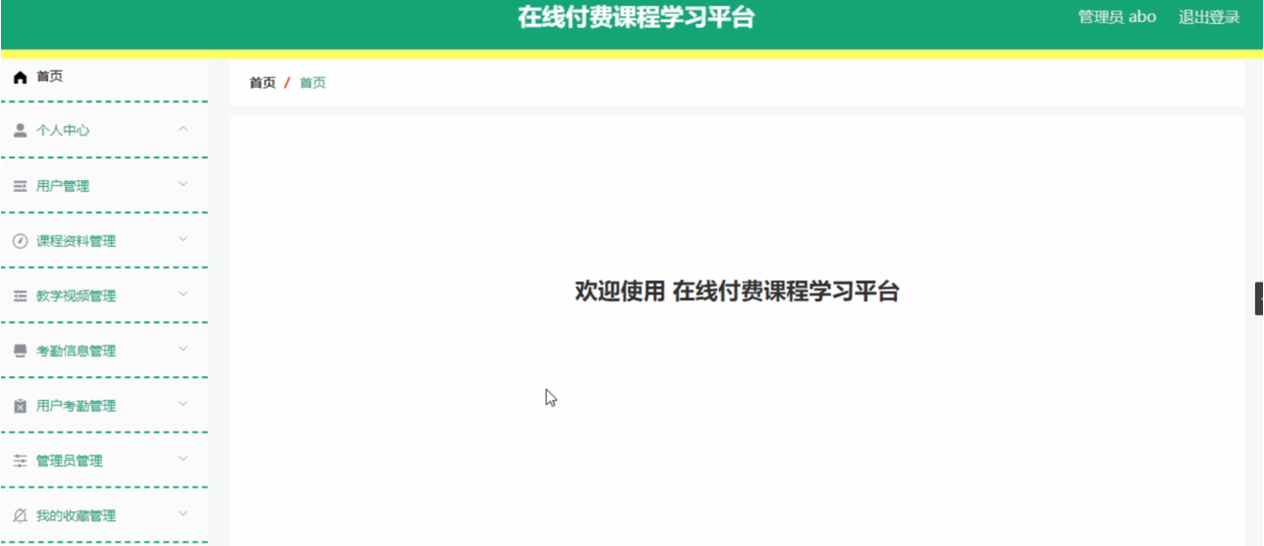 在线付费课程学习平台
管理员 abo 退出登录
首页
个人中心
用户管理
课程资料管理
教学视频管理
考勤信息管理
用户考勤管理
管理员管理
我的收藏管理
首页 / 首页
欢迎使用 在线付费课程学习平台